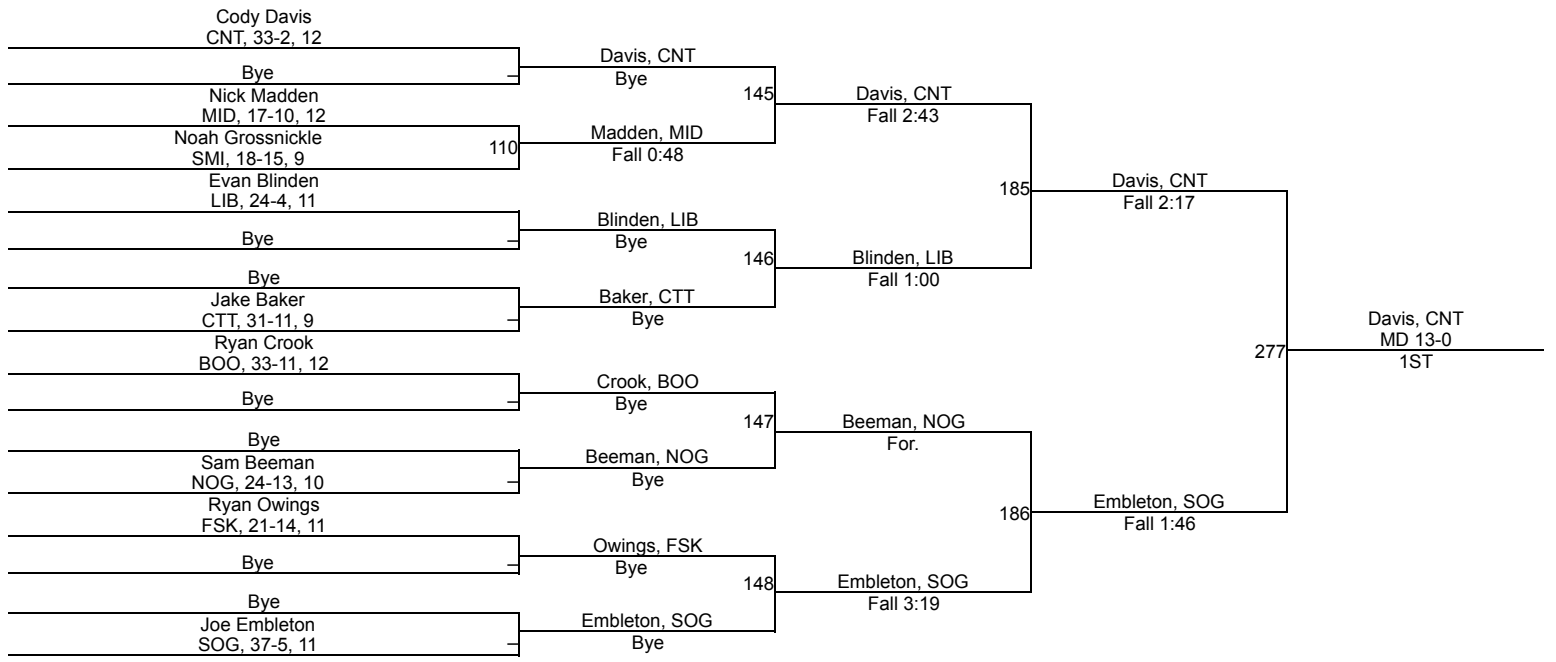 Cody Davis
CNT, 33-2, 12
Bye
Nick Madden
MID, 17-10, 12
Noah Grossnickle
SMI, 18-15, 9
Evan Blinden
LIB, 24-4, 11
Bye
Bye
Jake Baker
CTT, 31-11, 9
Ryan Crook
BOO, 33-11, 12
Bye
Bye
Sam Beeman
NOG, 24-13, 10
Ryan Owings
FSK, 21-14, 11
Bye
Bye
Joe Embleton
SOG, 37-5, 11
–
110
–
–
–
–
–
–
Davis, CNT
Bye
Madden, MID
Fall 0:48
Blinden, LIB
Bye
Baker, CTT
Bye
Crook, BOO
Bye
Beeman, NOG
Bye
Owings, FSK
Bye
Embleton, SOG
Bye
145
146
147
148
Davis, CNT
Fall 2:43
Blinden, LIB
Fall 1:00
Beeman, NOG
For.
Embleton, SOG
Fall 3:19
185
186
Davis, CNT
Fall 2:17
Embleton, SOG
Fall 1:46
277
Davis, CNT
MD 13-0
1ST